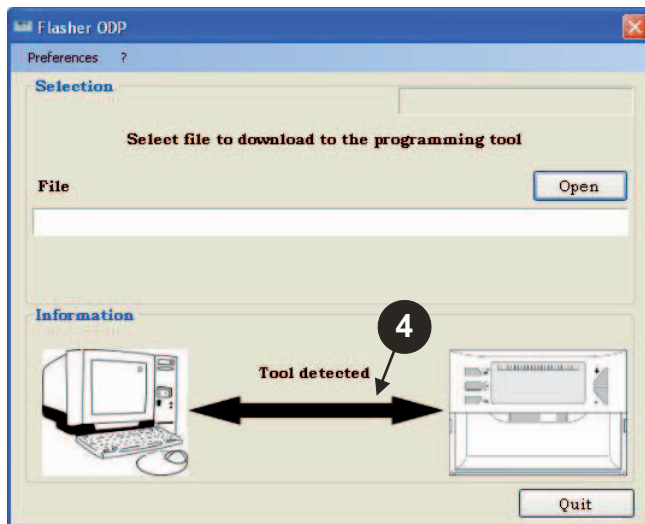 Flasher ODP
Preferences ?
Selection
Select file to download to the programming tool
File
Open
Information
4
Tool detected
Quit